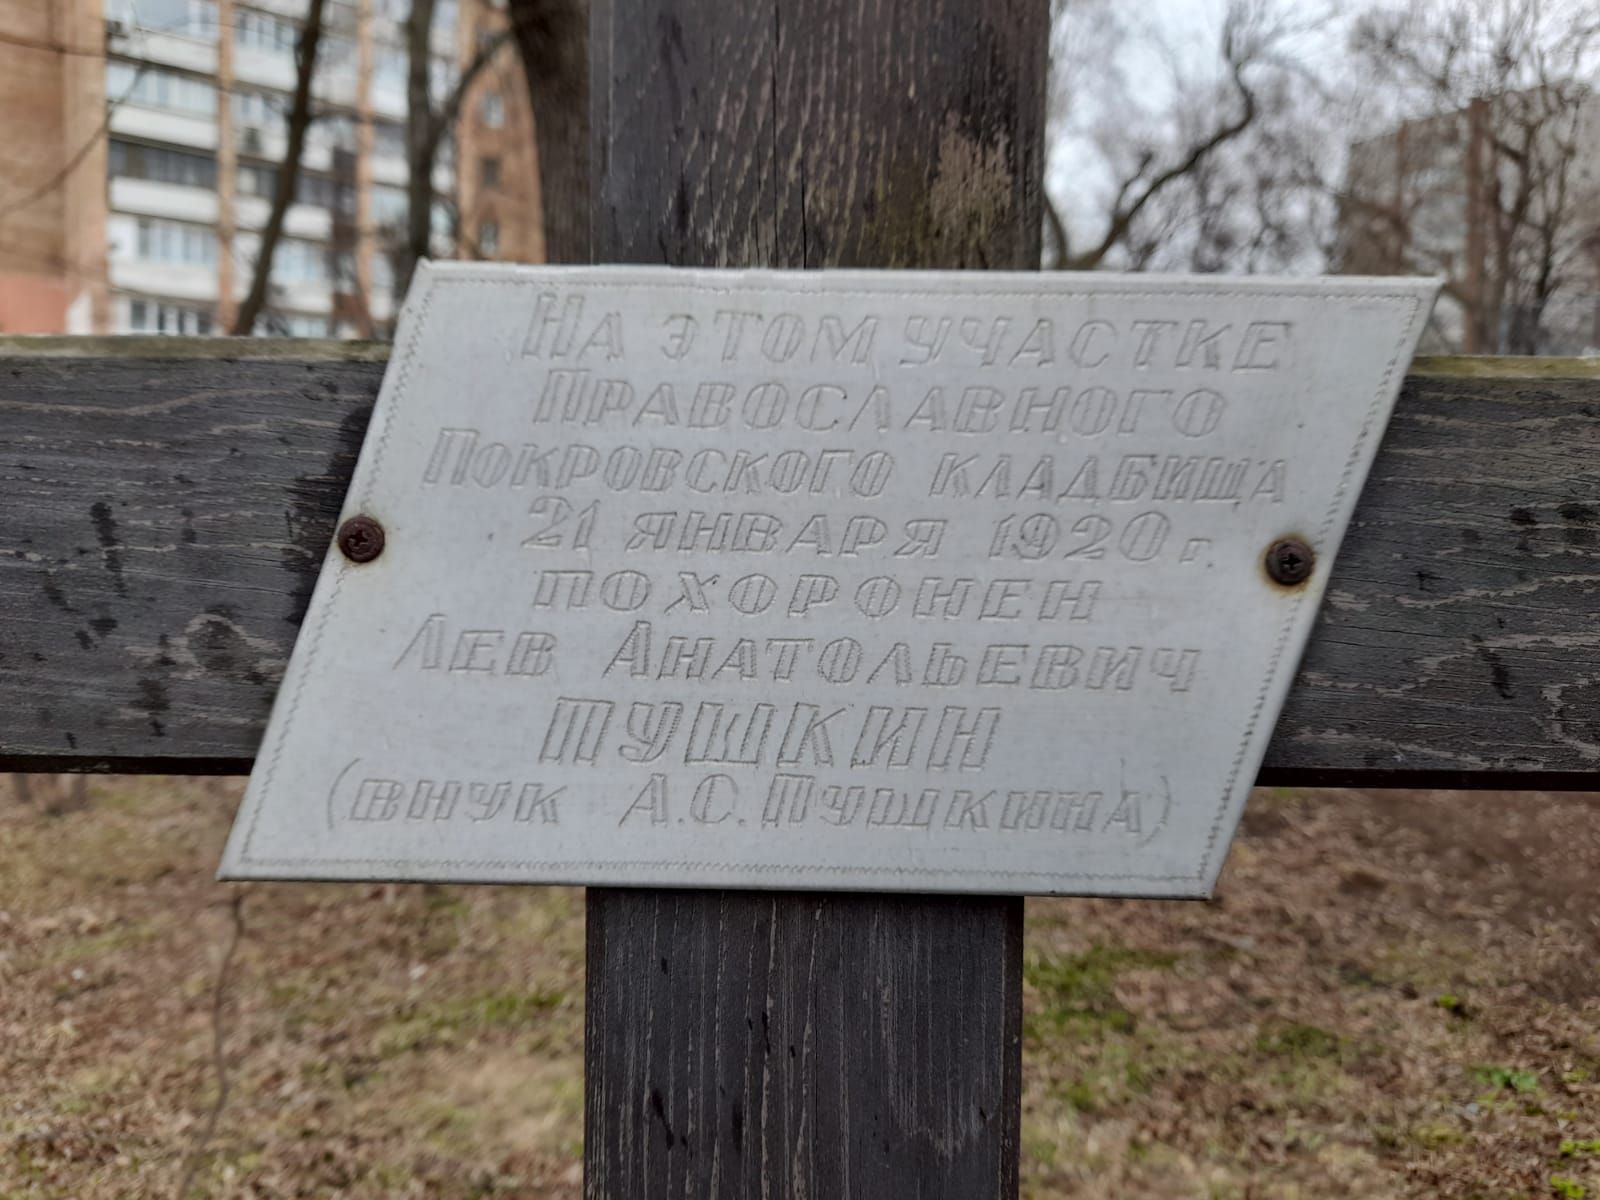 На этом участке
Православного
Покровского кладбища
21 января 1920 г.
похоронен
Лев Анатольевич
Пушкин
(внук А.С. Пушкина)